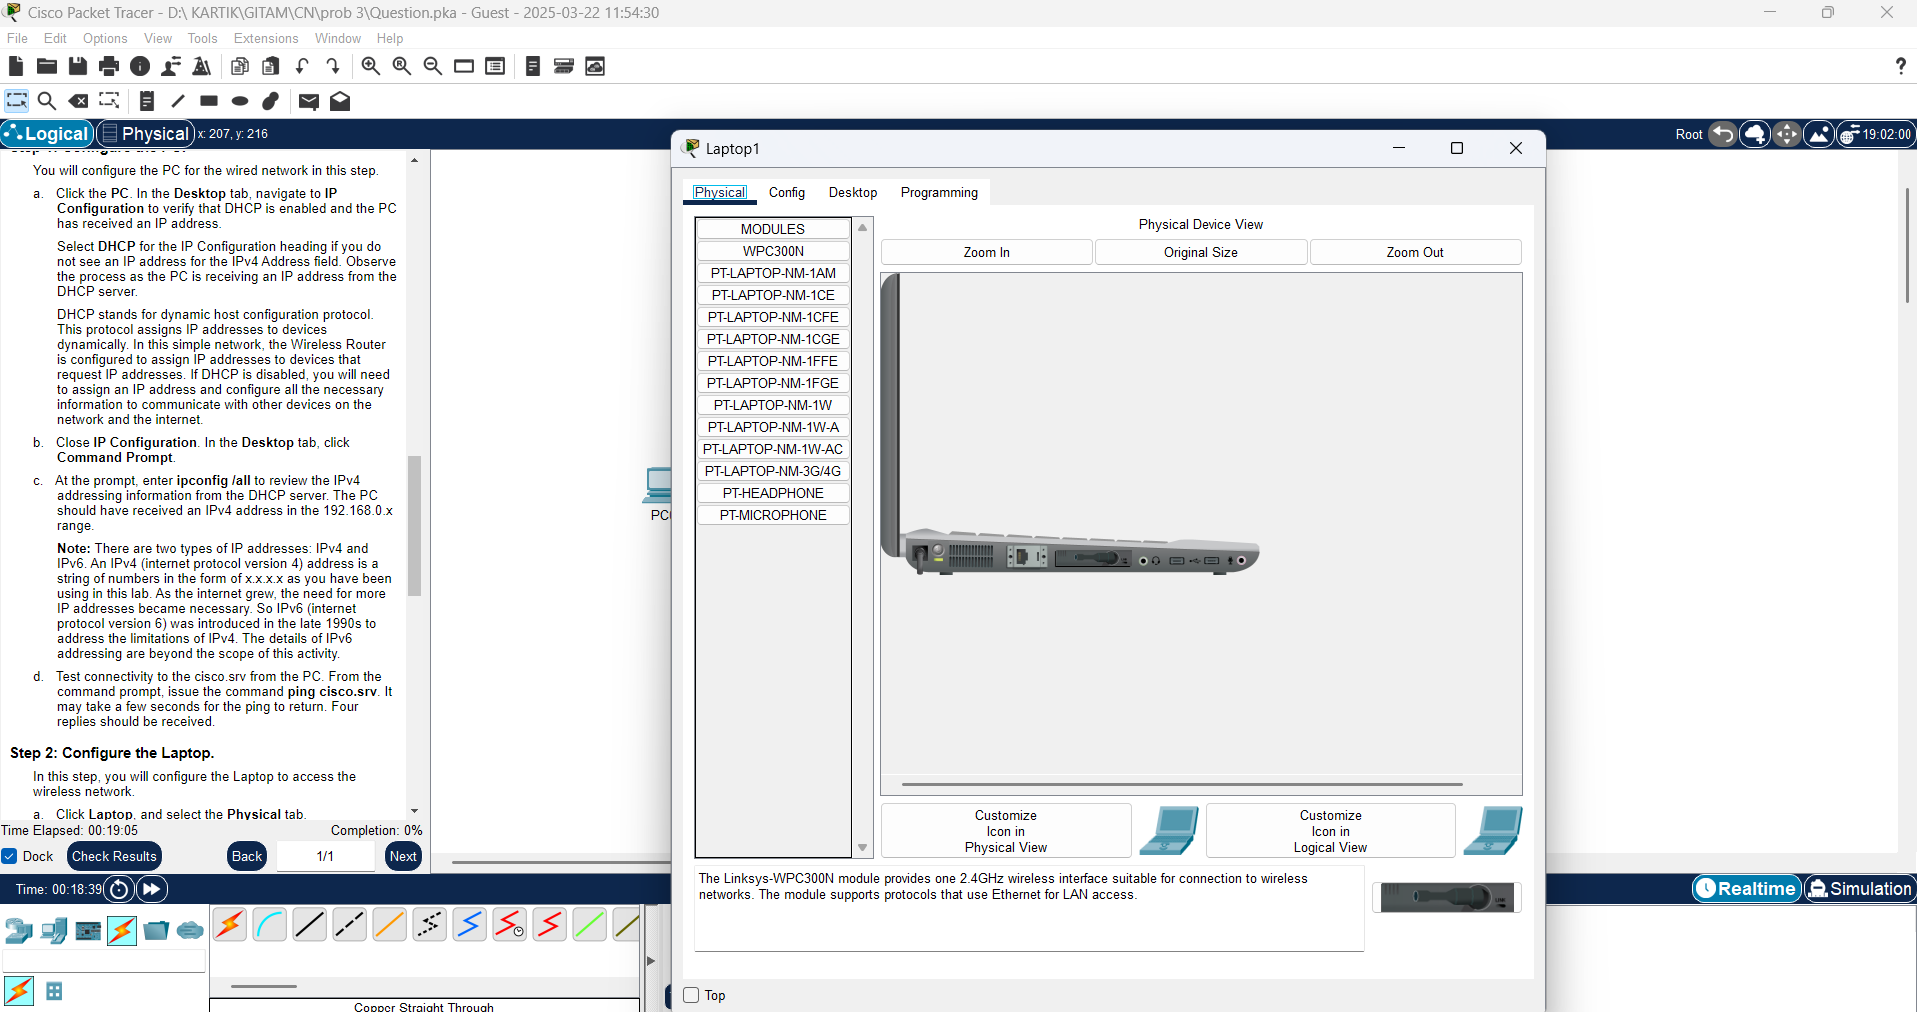 Cisco Packet Tracer - D:\ KARTIK\GITAM\CN\prob 3\Question.pka - Guest - 2025-03-22 11:54:30
File Edit Options View Tools Extensions Window Help
?
Logical Physical x: 207, y: 216
Root 19:02:00
You will configure the PC for the wired network in this step.
a. Click the PC. In the Desktop tab, navigate to IP
Configuration to verify that DHCP is enabled and the PC
has received an IP address.
Select DHCP for the IP Configuration heading if you do
not see an IP address for the IPv4 Address field. Observe
the process as the PC is receiving an IP address from the
DHCP server.
DHCP stands for dynamic host configuration protocol.
This protocol assigns IP addresses to devices
dynamically. In this simple network, the Wireless Router
is configured to assign IP addresses to devices that
request IP addresses. If DHCP is disabled, you will need
to assign an IP address and configure all the necessary
information to communicate with other devices on the
network and the internet.
b. Close IP Configuration. In the Desktop tab, click
Command Prompt.
c. At the prompt, enter ipconfig /all to review the IPv4
addressing information from the DHCP server. The PC
should have received an IPv4 address in the 192.168.0.x
range.
Note: There are two types of IP addresses: IPv4 and
IPv6. An IPv4 (internet protocol version 4) address is a
string of numbers in the form of x.x.x.x as you have been
using in this lab. As the internet grew, the need for more
IP addresses became necessary. So IPv6 (internet
protocol version 6) was introduced in the late 1990s to
address the limitations of IPv4. The details of IPv6
addressing are beyond the scope of this activity.
d. Test connectivity to the cisco.srv from the PC. From the
command prompt, issue the command ping cisco.srv. It
may take a few seconds for the ping to return. Four
replies should be received.
Step 2: Configure the Laptop.
In this step, you will configure the Laptop to access the
wireless network.
a. Click Laptop, and select the Physical tab.
Time Elapsed: 00:19:05 Completion: 0%
Dock Check Results Back 1/1 Next
Time: 00:18:39
Copper Straight Through
Laptop1
Physical Config Desktop Programming
MODULES
WPC300N
PT-LAPTOP-NM-1AM
PT-LAPTOP-NM-1CE
PT-LAPTOP-NM-1CFE
PT-LAPTOP-NM-1CGE
PT-LAPTOP-NM-1FFE
PT-LAPTOP-NM-1FGE
PT-LAPTOP-NM-1W
PT-LAPTOP-NM-1W-A
PT-LAPTOP-NM-1W-AC
PT-LAPTOP-NM-3G/4G
PT-HEADPHONE
PT-MICROPHONE
Physical Device View
Zoom In Original Size Zoom Out
Customize
Icon in
Physical View
Customize
Icon in
Logical View
The Linksys-WPC300N module provides one 2.4GHz wireless interface suitable for connection to wireless
networks. The module supports protocols that use Ethernet for LAN access.
Top
Realtime Simulation